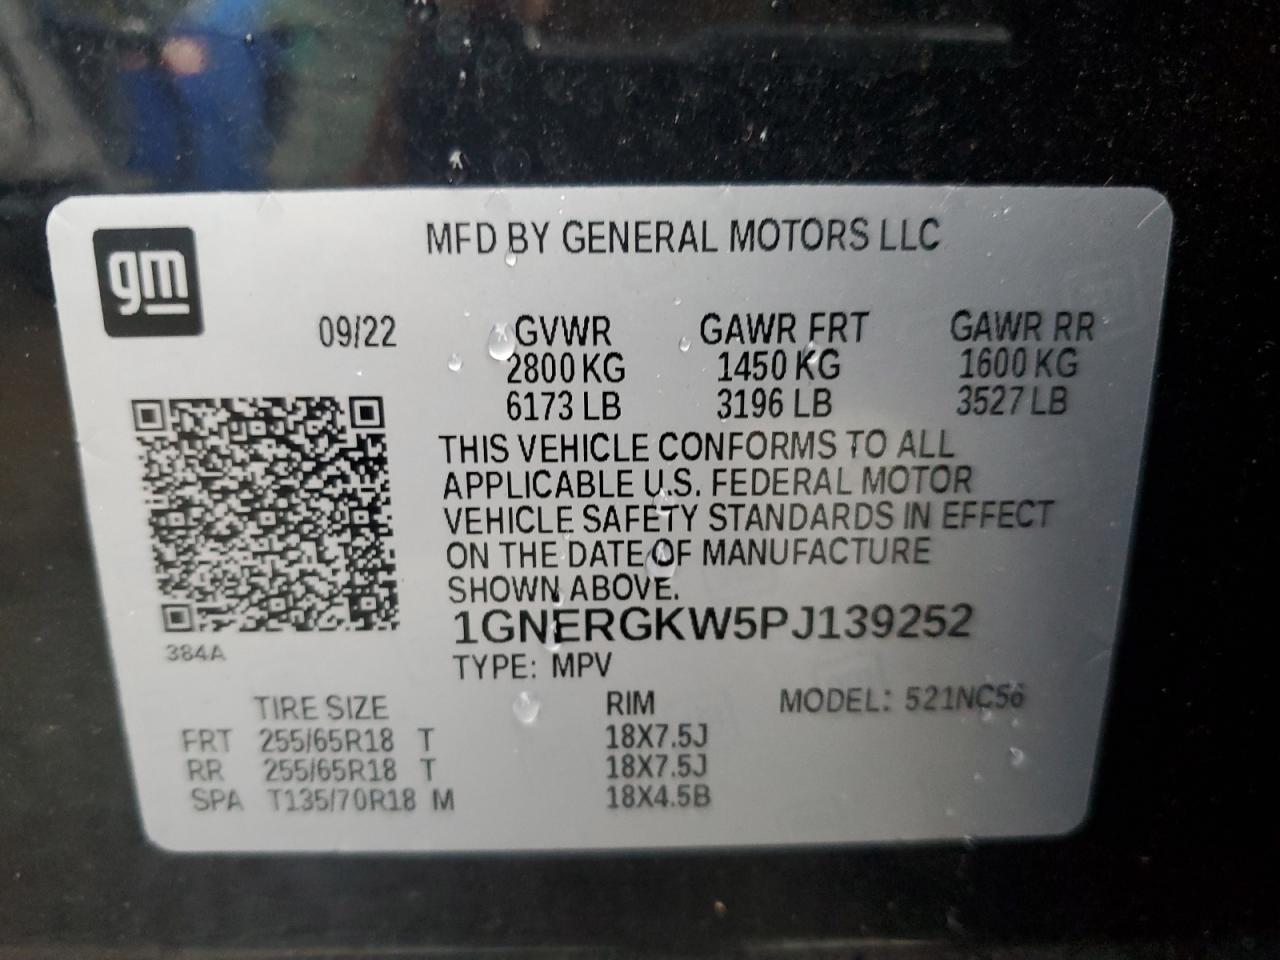 gm
MFD BY GENERAL MOTORS LLC
09/22 GVWR GAWR FRT GAWR RR
2800 KG 1450 KG 1600 KG
6173 LB 3196 LB 3527 LB
THIS VEHICLE CONFORMS TO ALL
APPLICABLE U.S. FEDERAL MOTOR
VEHICLE SAFETY STANDARDS IN EFFECT
ON THE DATE OF MANUFACTURE
SHOWN ABOVE.
1GNERGKW5PJ139252
384A
TYPE: MPV
TIRE SIZE RIM MODEL: 521NC56
FRT 255/65R18 T 18X7.5J
RR 255/65R18 T 18X7.5J
SPA T135/70R18 M 18X4.5B